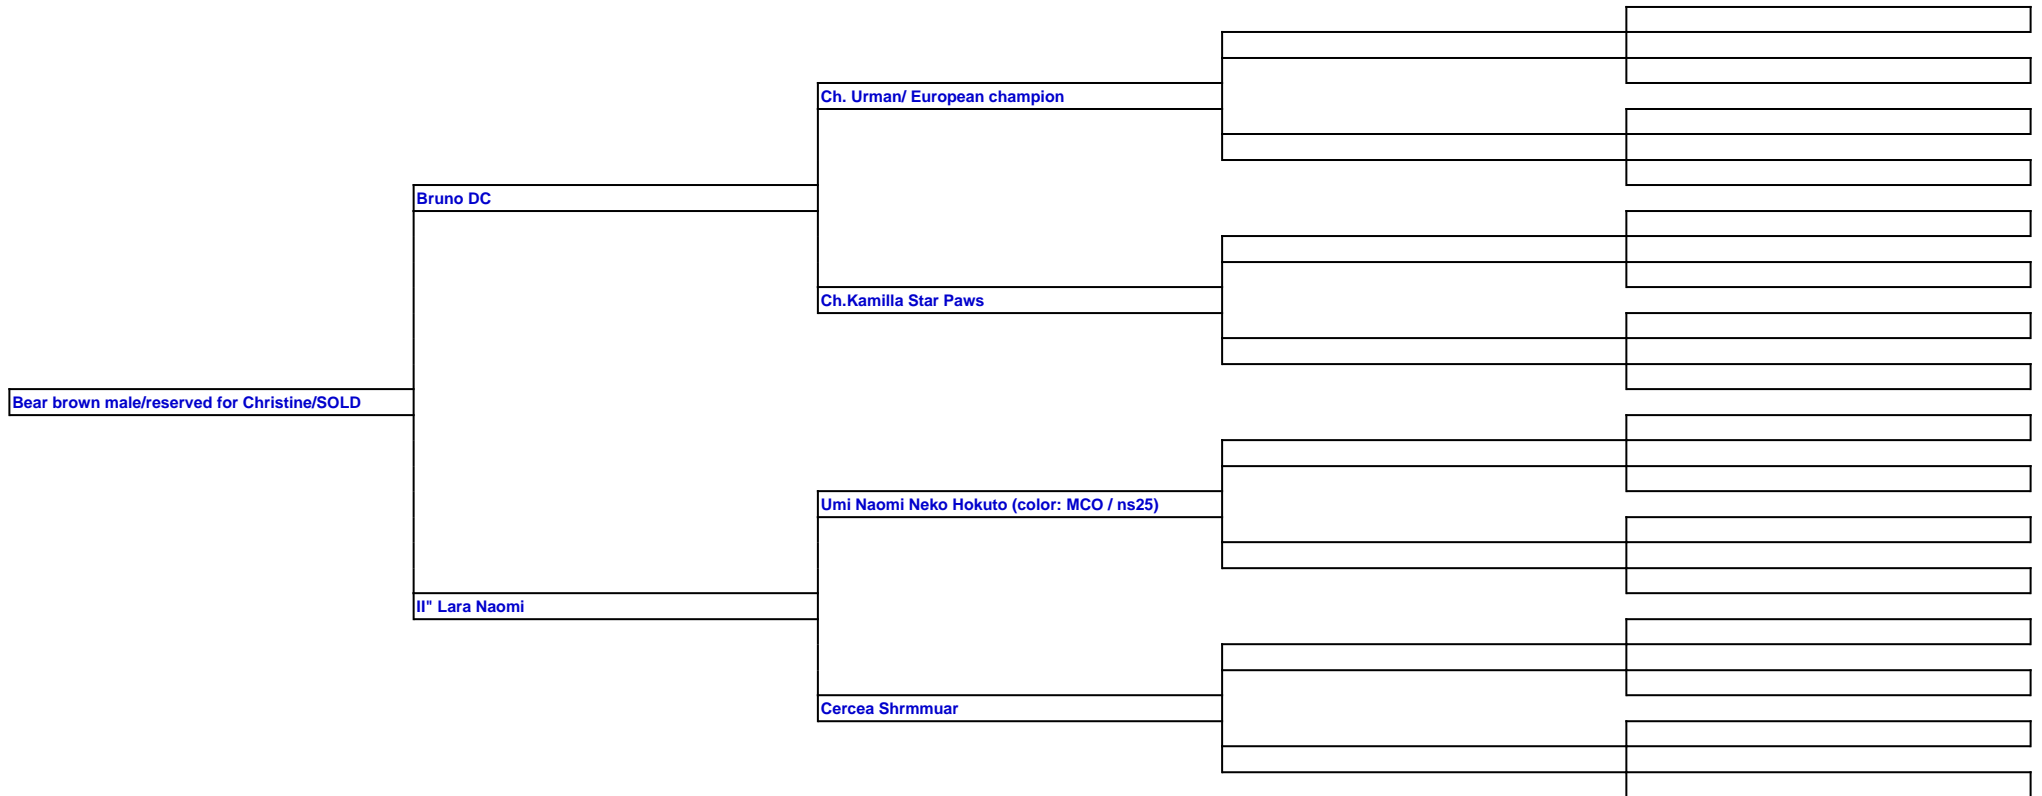 Ch. Urman/ European champion
Bruno DC
Ch.Kamilla Star Paws
Bear brown male/reserved for Christine/SOLD
Umi Naomi Neko Hokuto (color: MCO / ns25)
II" Lara Naomi
Cercea Shrmmuar